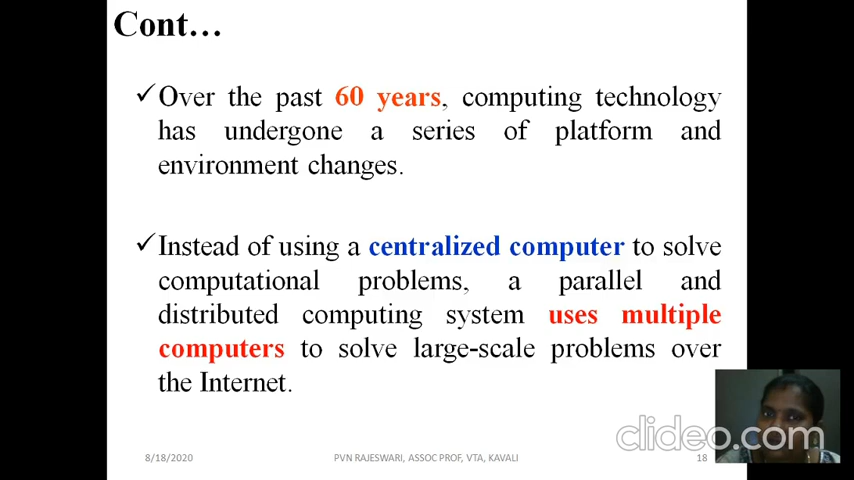 Cont...
✓Over the past 60 years, computing technology
has undergone a series of platform and
environment changes.
✓Instead of using a centralized computer to solve
computational problems, a parallel and
distributed computing system uses multiple
computers to solve large-scale problems over
the Internet.
clideo.com
8/18/2020 PVN RAJESWARI, ASSOC PROF, VTA, KAVALI 18